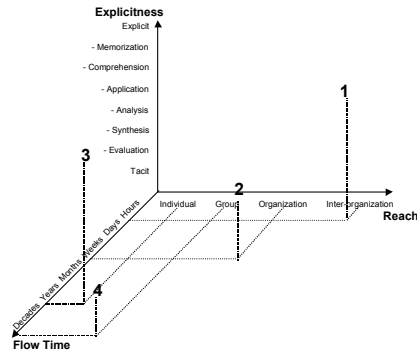 Explicitness
Explicit
- Memorization
- Comprehension
- Application
- Analysis
- Synthesis
- Evaluation
Tacit
1
3
2
4
Individual Group Organization Inter-organization
Reach
Decades Years Months Weeks Days Hours
Flow Time